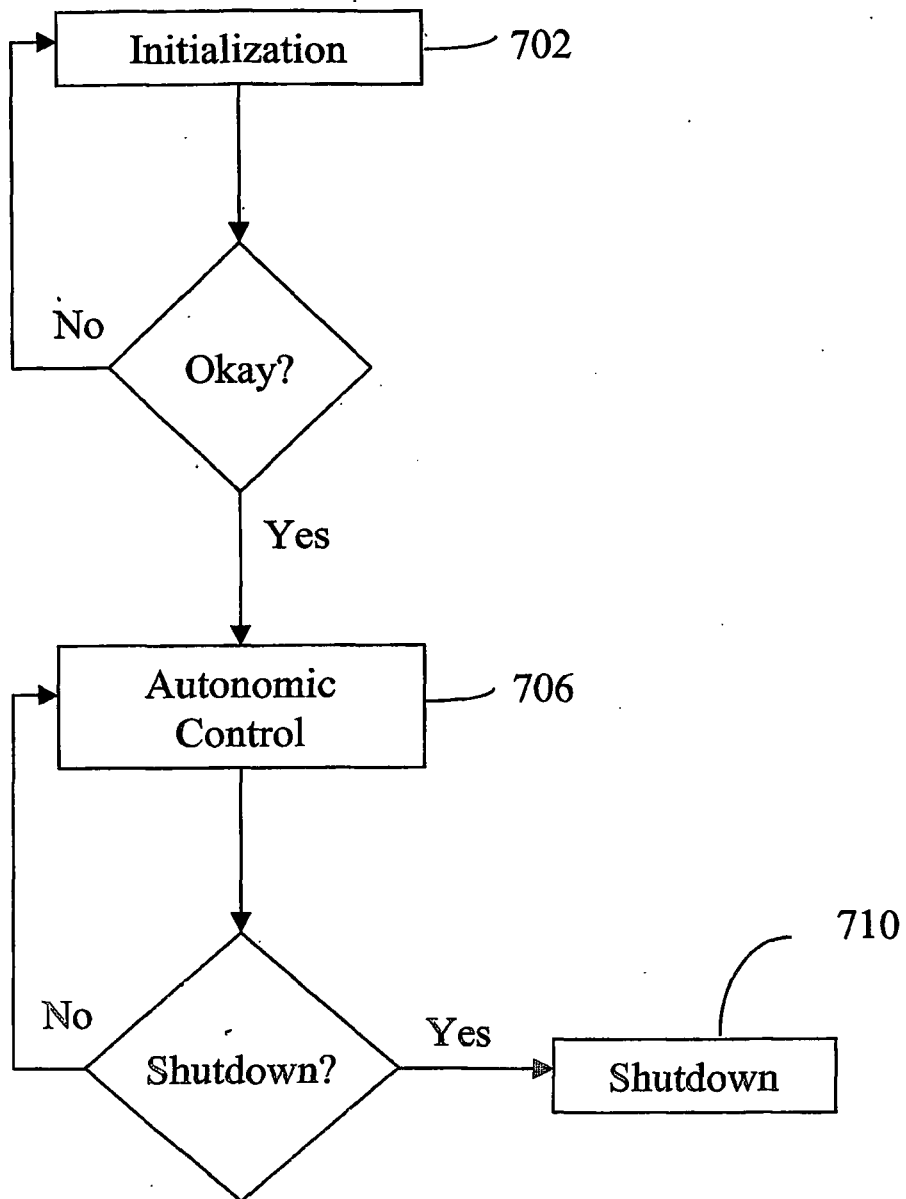 Initialization
702
No
Okay?
Yes
Autonomic
Control
706
710
No
Yes
Shutdown?
Shutdown